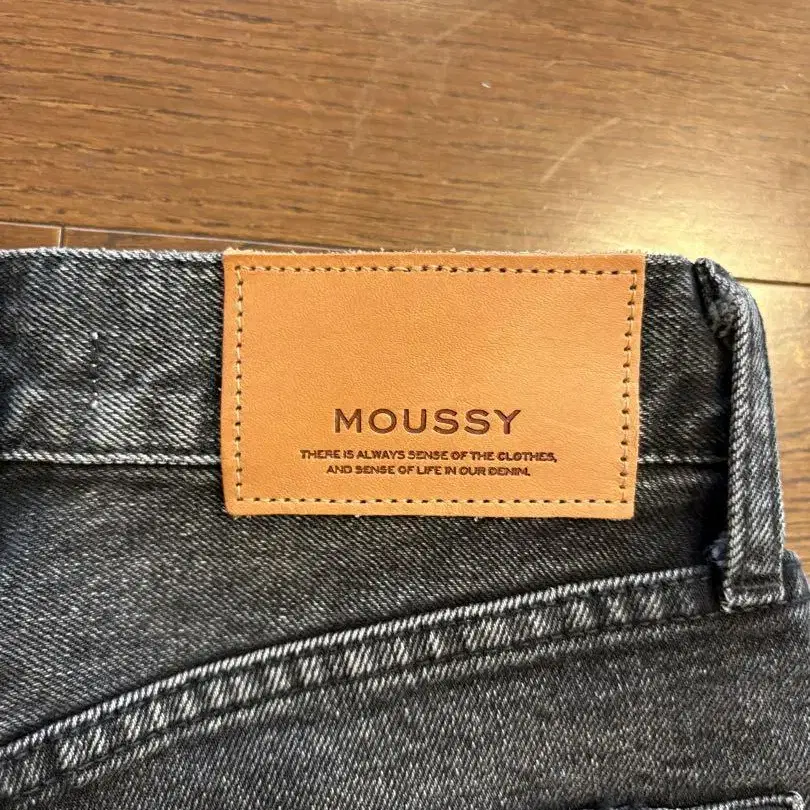 MOUSSY
THERE IS ALWAYS SENSE OF THE CLOTHES,
AND SENSE OF LIFE IN OUR DENIM.